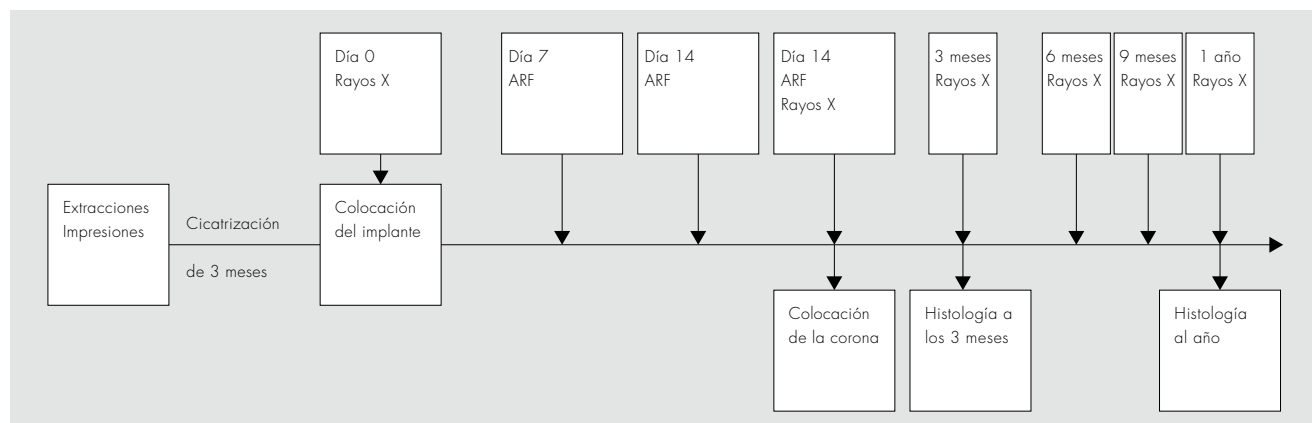 Día 0
Rayos X
Día 7
ARF
Día 14
ARF
Día 14
ARF
Rayos X
3 meses
Rayos X
6 meses
Rayos X
9 meses
Rayos X
1 año
Rayos X
Extracciones
Impresiones
Cicatrización
de 3 meses
Colocación
del implante
Colocación
de la corona
Histología a
los 3 meses
Histología
al año